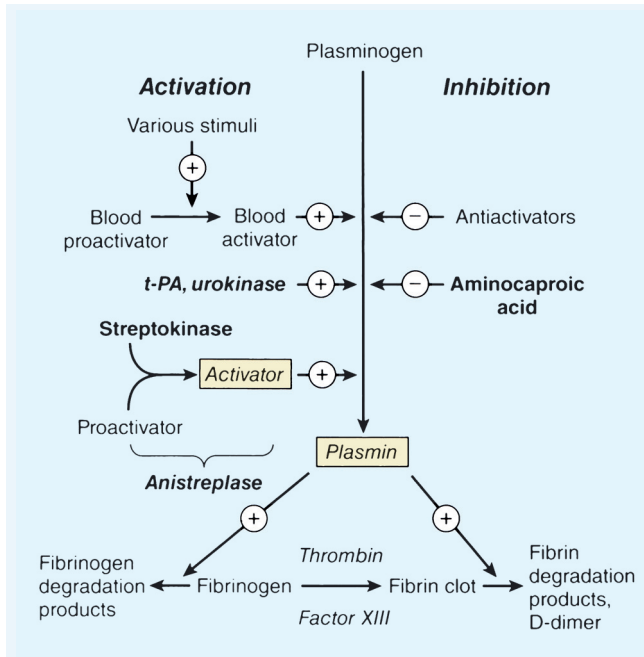 Plasminogen
Activation
Inhibition
Various stimuli
+
Blood
proactivator
Blood
activator
+
−
Antiactivators
t-PA, urokinase
+
−
Aminocaproic
acid
Streptokinase
Activator
+
Proactivator
Anistreplase
Plasmin
+
+
Fibrinogen
degradation
products
Fibrinogen
Thrombin
Factor XIII
Fibrin clot
Fibrin
degradation
products,
D-dimer